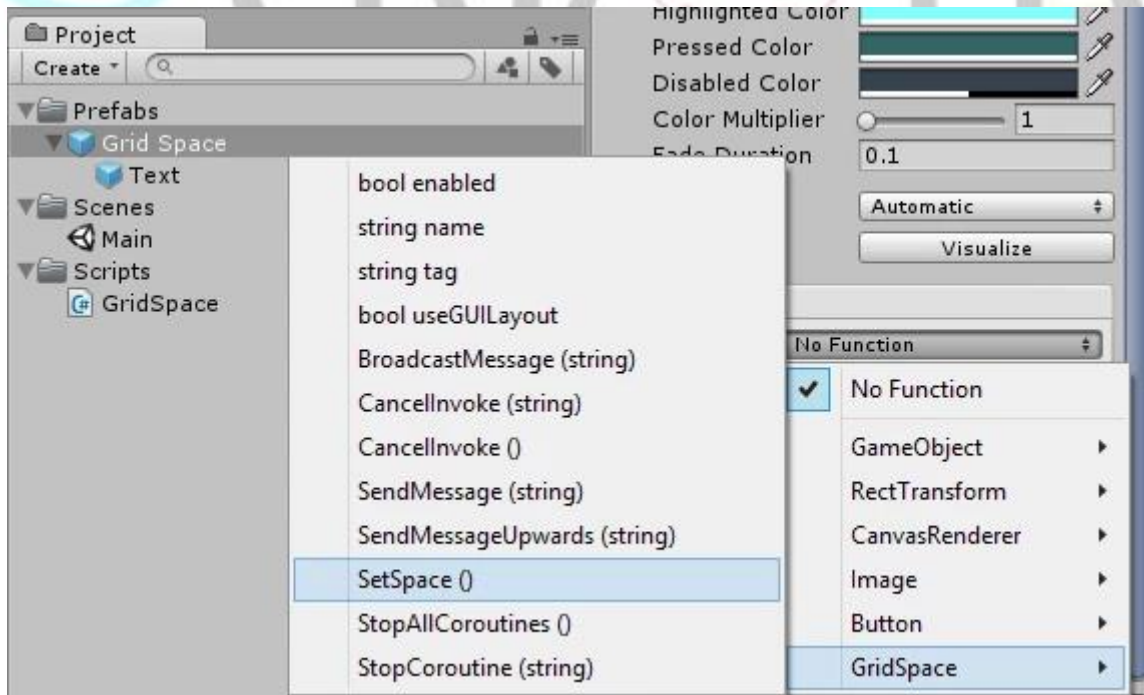 Project
Create
Prefabs
Grid Space
Text
Scenes
Main
Scripts
GridSpace
Highlighted Color
Pressed Color
Disabled Color
Color Multiplier
1
Fade Duration
0.1
Automatic
Visualize
No Function
bool enabled
string name
string tag
bool useGUILayout
BroadcastMessage (string)
CancelInvoke (string)
CancelInvoke ()
SendMessage (string)
SendMessageUpwards (string)
SetSpace ()
StopAllCoroutines ()
StopCoroutine (string)
No Function
GameObject
RectTransform
CanvasRenderer
Image
Button
GridSpace